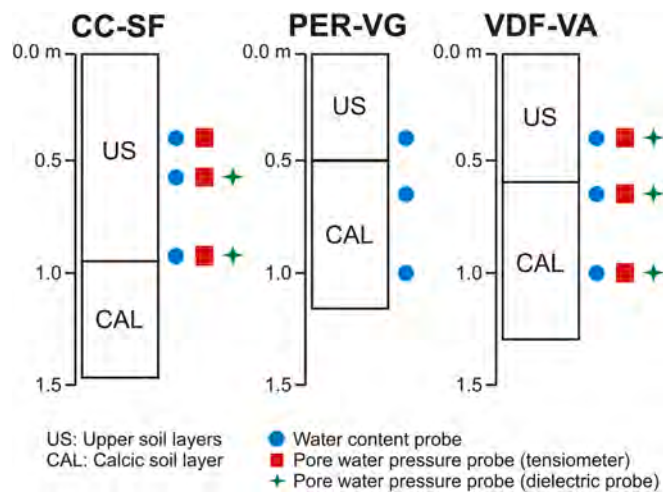 CC-SF
PER-VG
VDF-VA
0.0 m
0.0 m
0.0 m
US
US
US
0.5
0.5
0.5
CAL
CAL
CAL
1.0
1.0
1.0
1.5
1.5
1.5
US: Upper soil layers
CAL: Calcic soil layer
Water content probe
Pore water pressure probe (tensiometer)
Pore water pressure probe (dielectric probe)